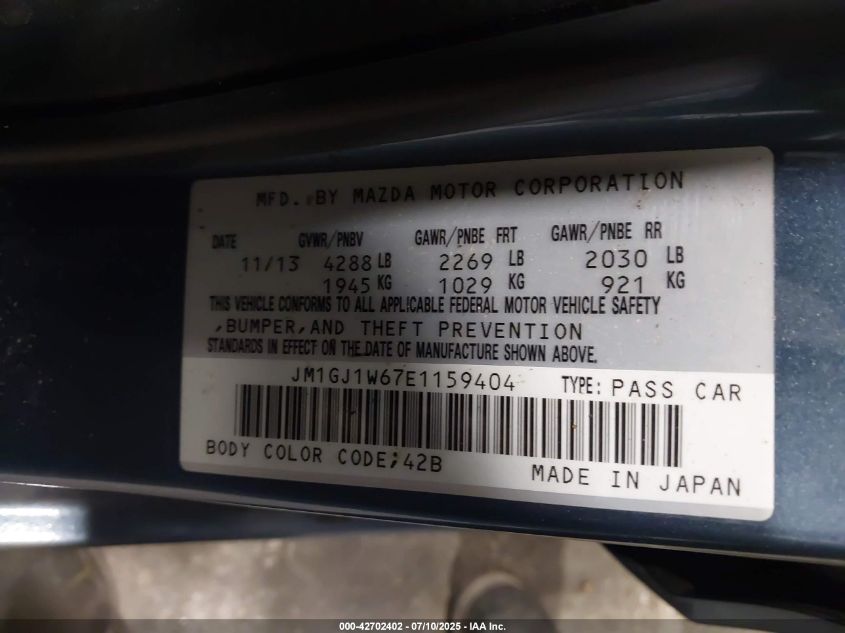 MFD. BY MAZDA MOTOR CORPORATION
DATE GVWR/PNBV GAWR/PNBE FRT GAWR/PNBE RR
11/13 4288 LB 2269 LB 2030 LB
1945 KG 1029 KG 921 KG
THIS VEHICLE CONFORMS TO ALL APPLICABLE FEDERAL MOTOR VEHICLE SAFETY
,BUMPER,AND THEFT PREVENTION
STANDARDS IN EFFECT ON THE DATE OF MANUFACTURE SHOWN ABOVE.
JM1GJ1W67E1159404 TYPE: PASS CAR
BODY COLOR CODE;42B
MADE IN JAPAN
000-42702402 - 07/10/2025 - © IAA Inc.